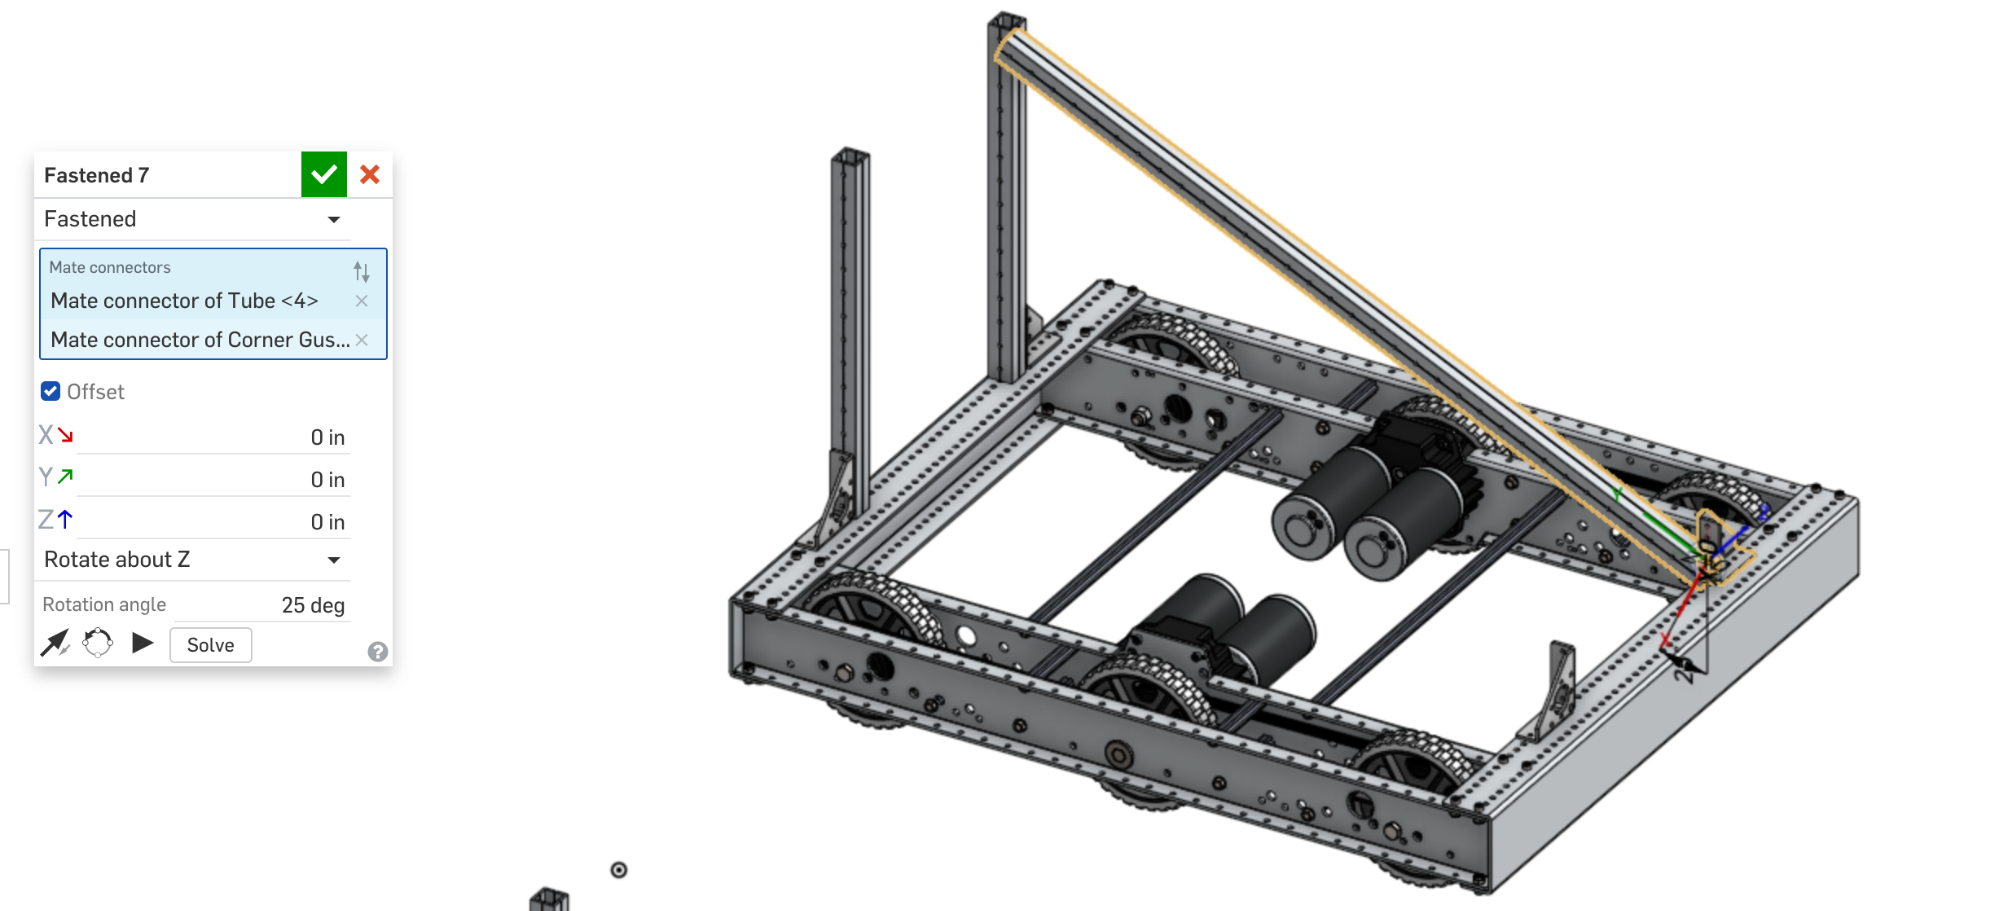 Fastened 7
Fastened
Mate connectors
Mate connector of Tube <4>
Mate connector of Corner Gus...
Offset
X 0 in
Y 0 in
Z 0 in
Rotate about Z
Rotation angle 25 deg
Solve
?
Y
Z
X